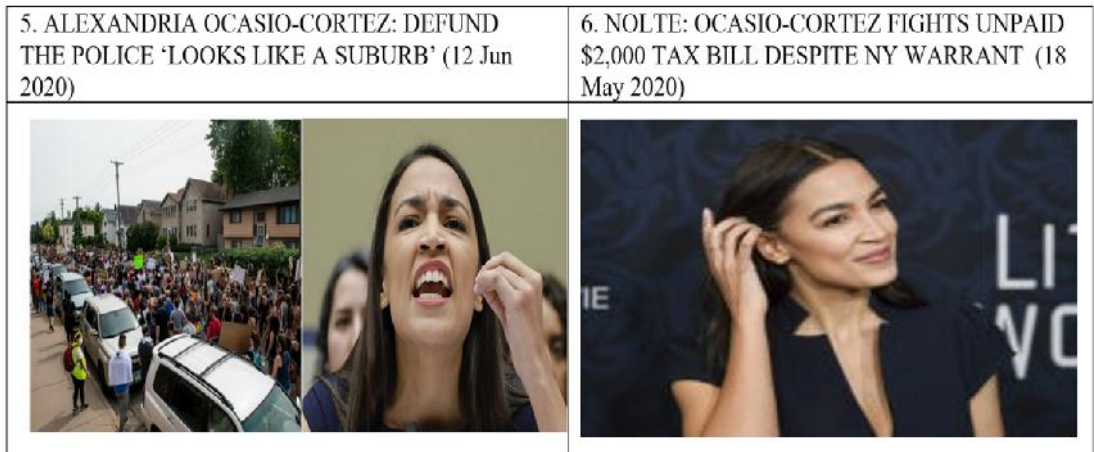 5. ALEXANDRIA OCASIO-CORTEZ: DEFUND
THE POLICE ‘LOOKS LIKE A SUBURB’ (12 Jun
2020)
6. NOLTE: OCASIO-CORTEZ FIGHTS UNPAID
$2,000 TAX BILL DESPITE NY WARRANT (18
May 2020)
IE
LI
WO